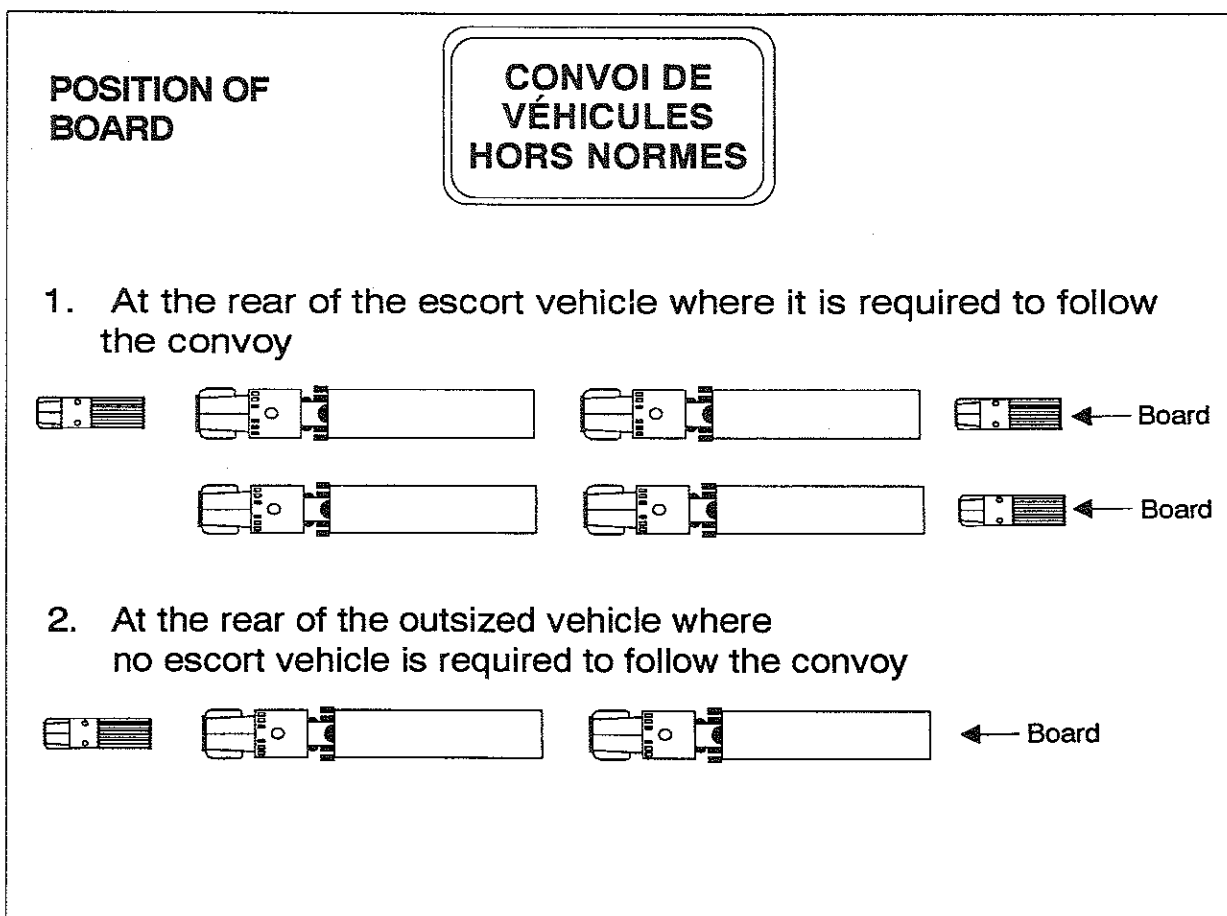 POSITION OF
BOARD
CONVOI DE
VÉHICULES
HORS NORMES
1. At the rear of the escort vehicle where it is required to follow
the convoy
Board
Board
2. At the rear of the outsized vehicle where
no escort vehicle is required to follow the convoy
Board